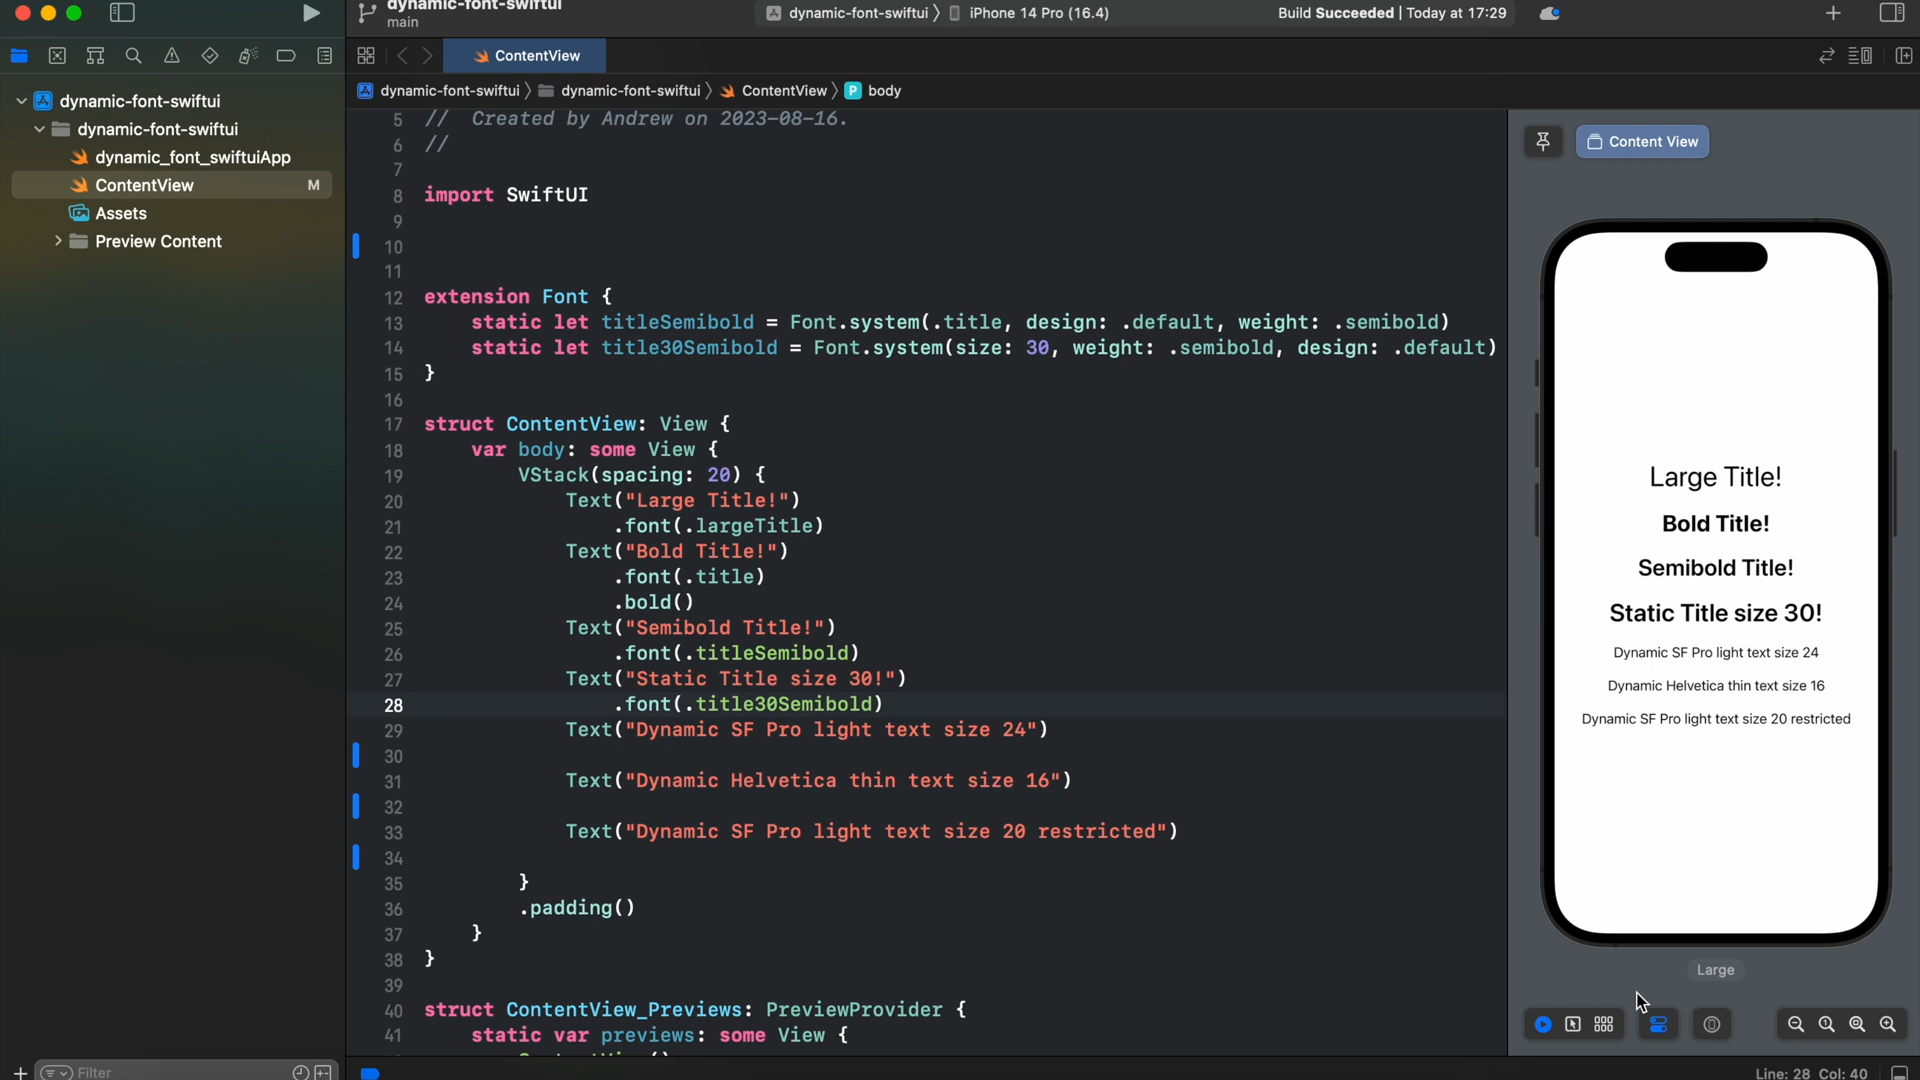 dynamic-font-swiftui
main
dynamic-font-swiftui
iPhone 14 Pro (16.4)
Build Succeeded | Today at 17:29
ContentView
dynamic-font-swiftui
dynamic-font-swiftui
ContentView
P body
dynamic-font-swiftui
dynamic-font-swiftui
dynamic_font_swiftuiApp
ContentView M
Assets
Preview Content
5 //  Created by Andrew on 2023-08-16.
6 //
7
8 import SwiftUI
9
10
11
12 extension Font {
13     static let titleSemibold = Font.system(.title, design: .default, weight: .semibold)
14     static let title30Semibold = Font.system(size: 30, weight: .semibold, design: .default)
15 }
16
17 struct ContentView: View {
18     var body: some View {
19         VStack(spacing: 20) {
20             Text("Large Title!")
21                 .font(.largeTitle)
22             Text("Bold Title!")
23                 .font(.title)
24                 .bold()
25             Text("Semibold Title!")
26                 .font(.titleSemibold)
27             Text("Static Title size 30!")
28                 .font(.title30Semibold)
29             Text("Dynamic SF Pro light text size 24")
30
31             Text("Dynamic Helvetica thin text size 16")
32
33             Text("Dynamic SF Pro light text size 20 restricted")
34
35         }
36         .padding()
37     }
38 }
39
40 struct ContentView_Previews: PreviewProvider {
41     static var previews: some View {
Content View
Large Title!
Bold Title!
Semibold Title!
Static Title size 30!
Dynamic SF Pro light text size 24
Dynamic Helvetica thin text size 16
Dynamic SF Pro light text size 20 restricted
Large
Filter
Line: 28 Col: 40